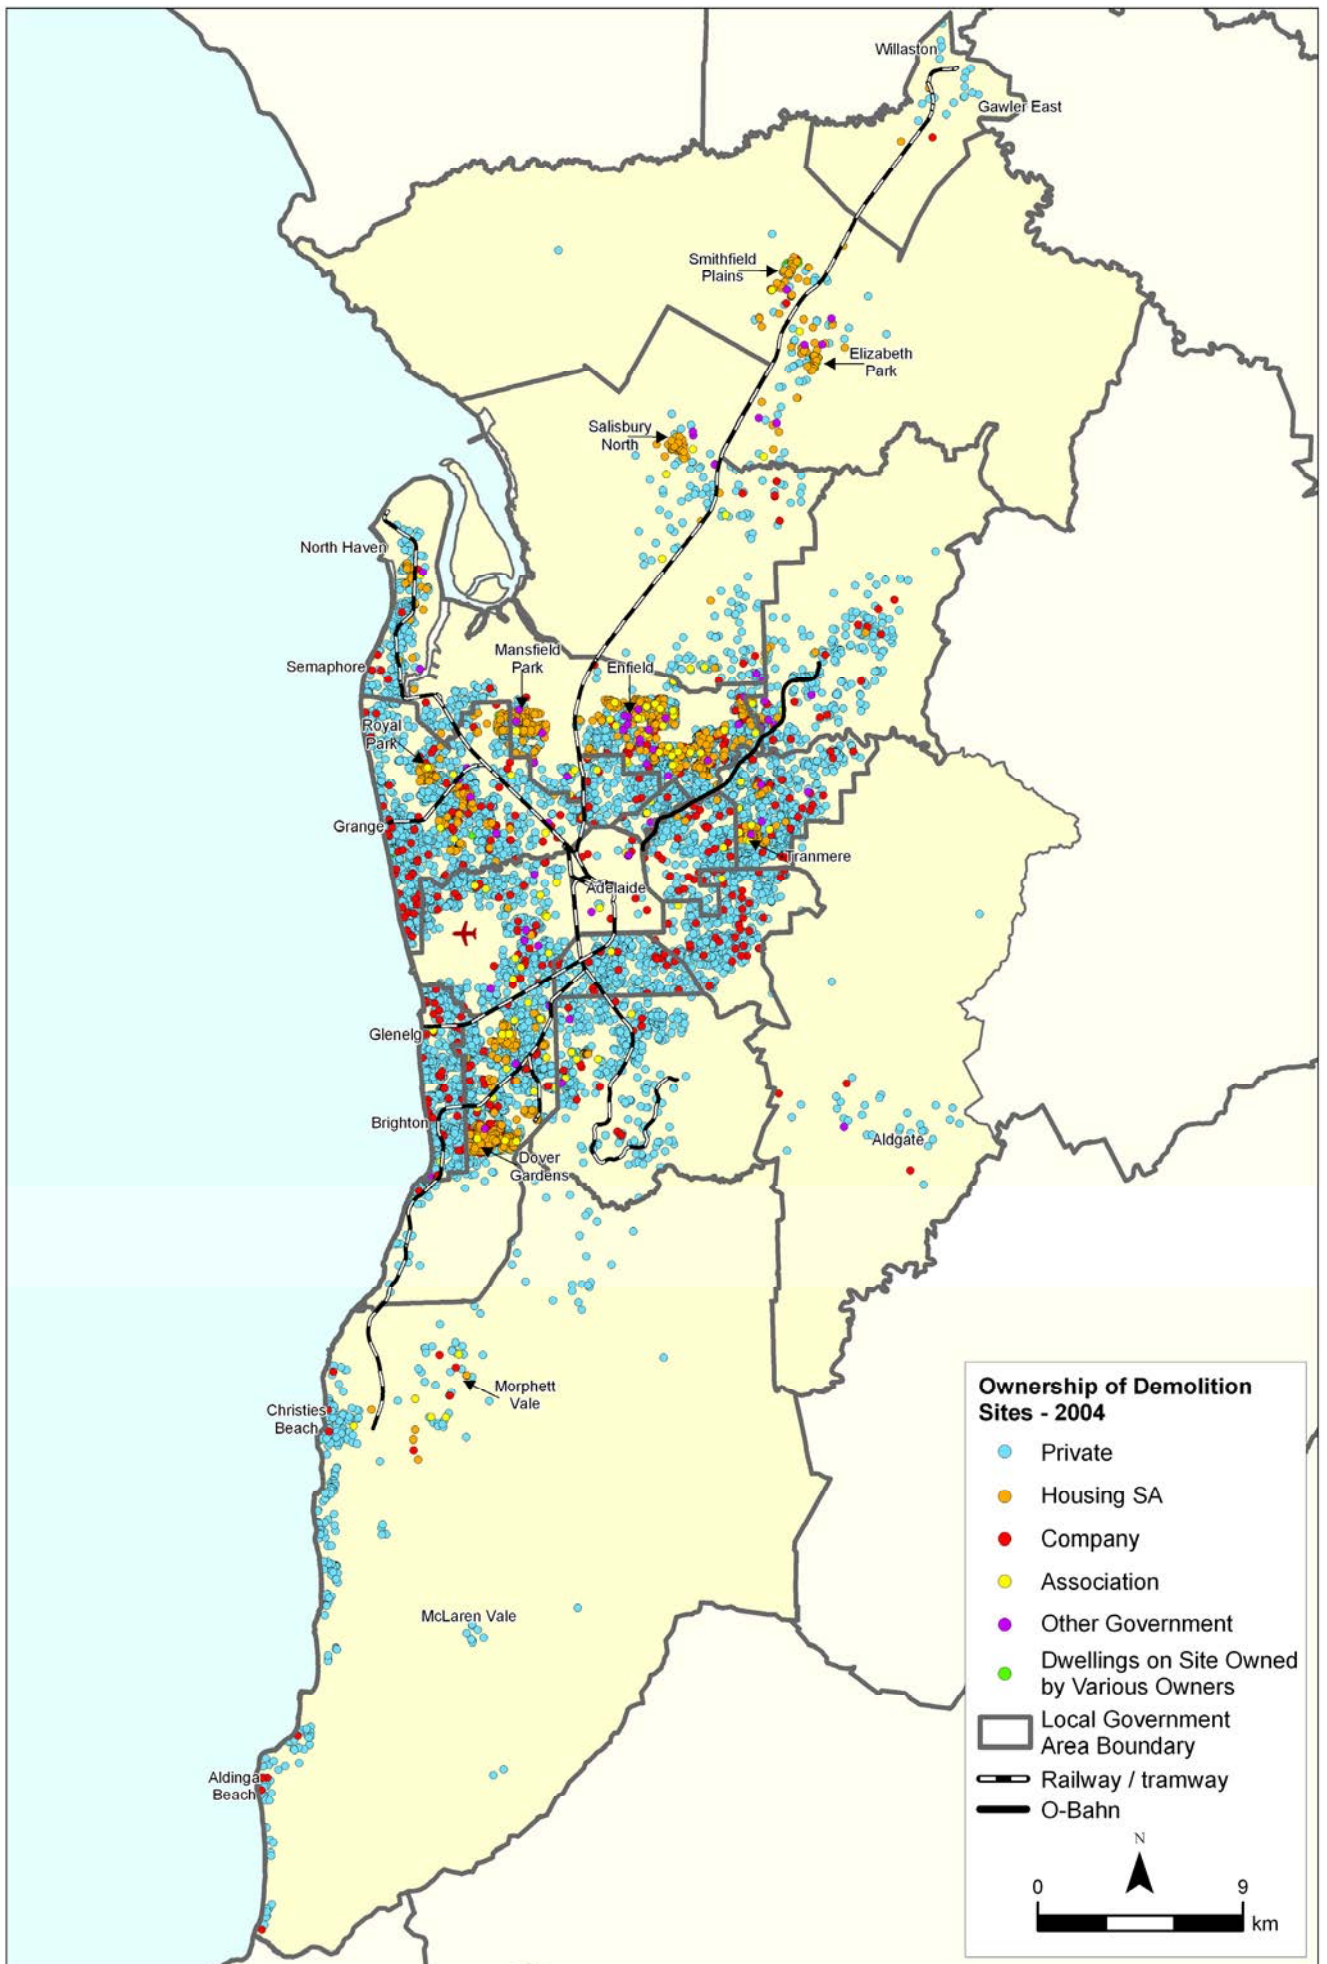 Willaston
Gawler East
Smithfield
Plains
Elizabeth
Park
Salisbury
North
North Haven
Mansfield
Park
Enfield
Semaphore
Royal
Park
Grange
Tranmere
Adelaide
Glenelg
Brighton
Aldgate
Dover
Gardens
Morphett
Vale
Christies
Beach
McLaren Vale
Aldinga
Beach
Ownership of Demolition
Sites - 2004
Private
Housing SA
Company
Association
Other Government
Dwellings on Site Owned
by Various Owners
Local Government
Area Boundary
Railway / tramway
O-Bahn
N
0 9
km